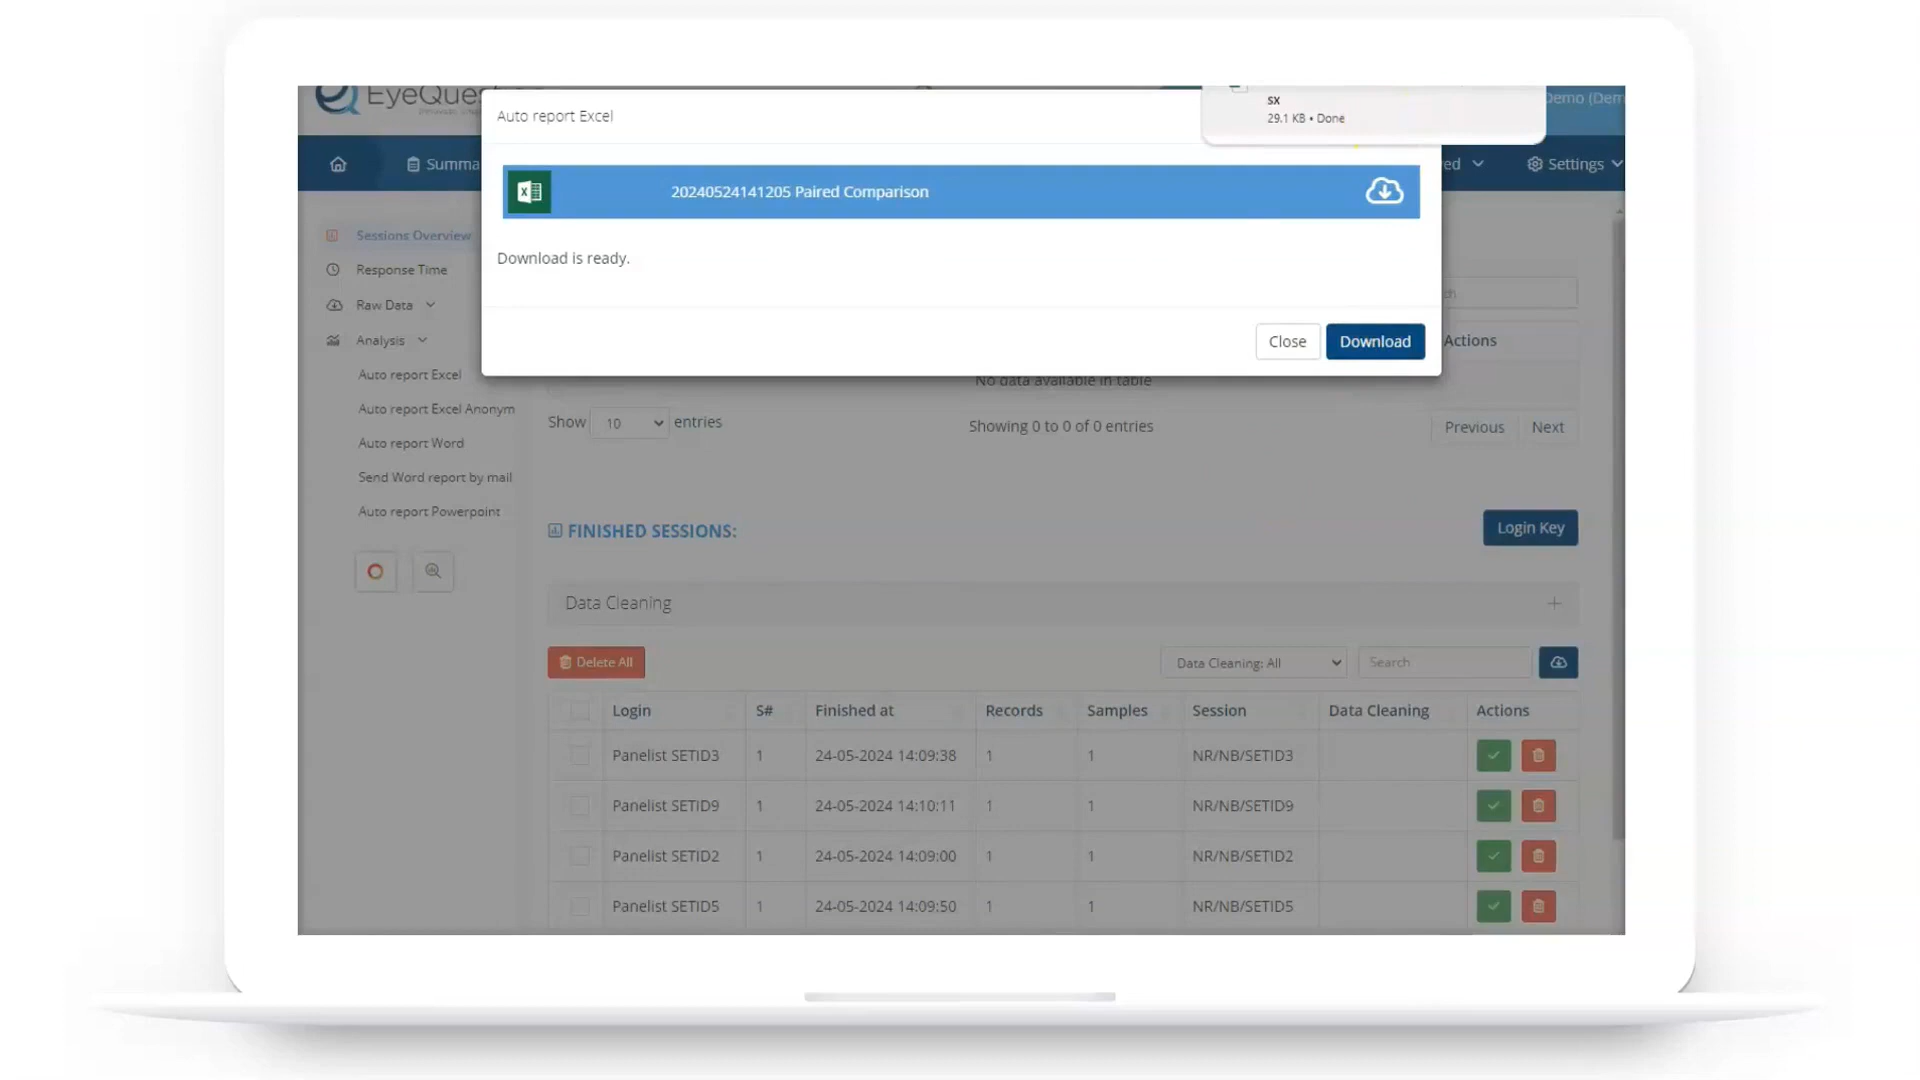 EyeQues
Auto report Excel
sx
29.1 KB • Done
Demo (Dem
Summa
20240524141205 Paired Comparison
ed
Settings
Download is ready.
Sessions Overview
Response Time
Raw Data
Analysis
Auto report Excel
Auto report Excel Anonym
Auto report Word
Send Word report by mail
Auto report Powerpoint
Close
Download
ch
Actions
No data available in table
Show 10 entries
Showing 0 to 0 of 0 entries
Previous
Next
FINISHED SESSIONS:
Login Key
Data Cleaning
Delete All
Data Cleaning: All
Search
Login S# Finished at Records Samples Session Data Cleaning Actions
Panelist SETID3 1 24-05-2024 14:09:38 1 1 NR/NB/SETID3
Panelist SETID9 1 24-05-2024 14:10:11 1 1 NR/NB/SETID9
Panelist SETID2 1 24-05-2024 14:09:00 1 1 NR/NB/SETID2
Panelist SETID5 1 24-05-2024 14:09:50 1 1 NR/NB/SETID5